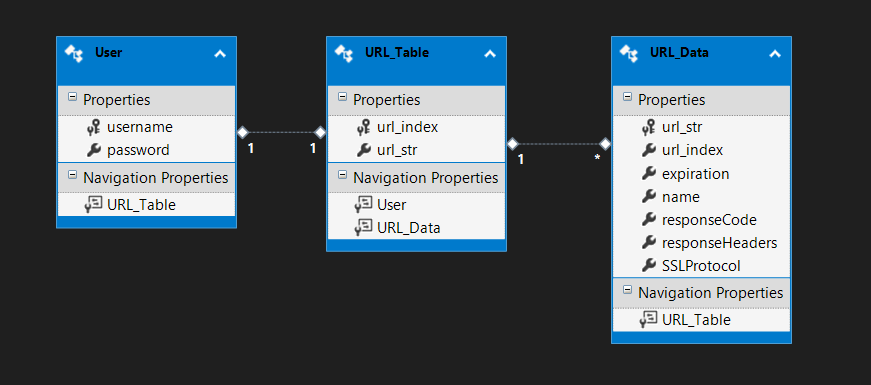 User
Properties
username
password
Navigation Properties
URL_Table
1
1
URL_Table
Properties
url_index
url_str
Navigation Properties
User
URL_Data
1
*
URL_Data
Properties
url_str
url_index
expiration
name
responseCode
responseHeaders
SSLProtocol
Navigation Properties
URL_Table